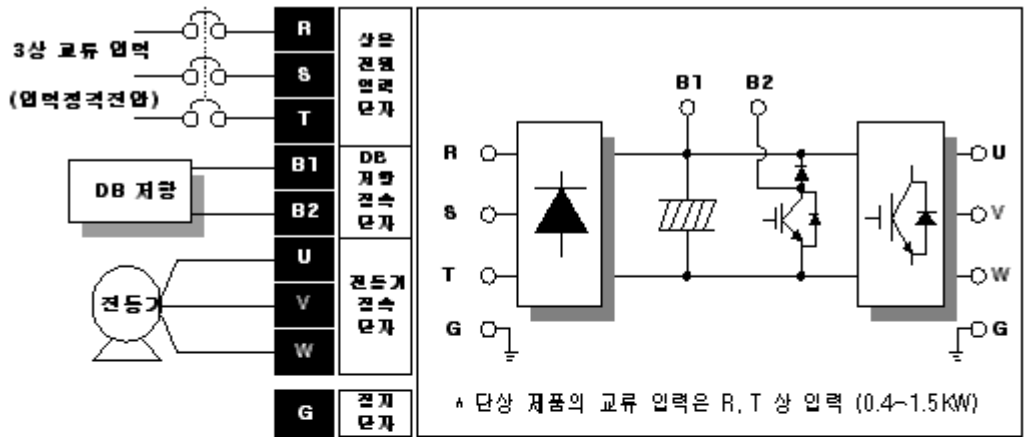 3상 교류 입력
(입력정격전압)
R
S
T
상용
전원
입력
단자
DB 저항
B1
B2
DB
저항
접속
단자
전동기
U
V
W
전동기
접속
단자
G
접지
단자
B1 B2
R
S
T
G
U
V
W
G
* 단상 제품의 교류 입력은 R, T 상 입력 (0.4~1.5KW)